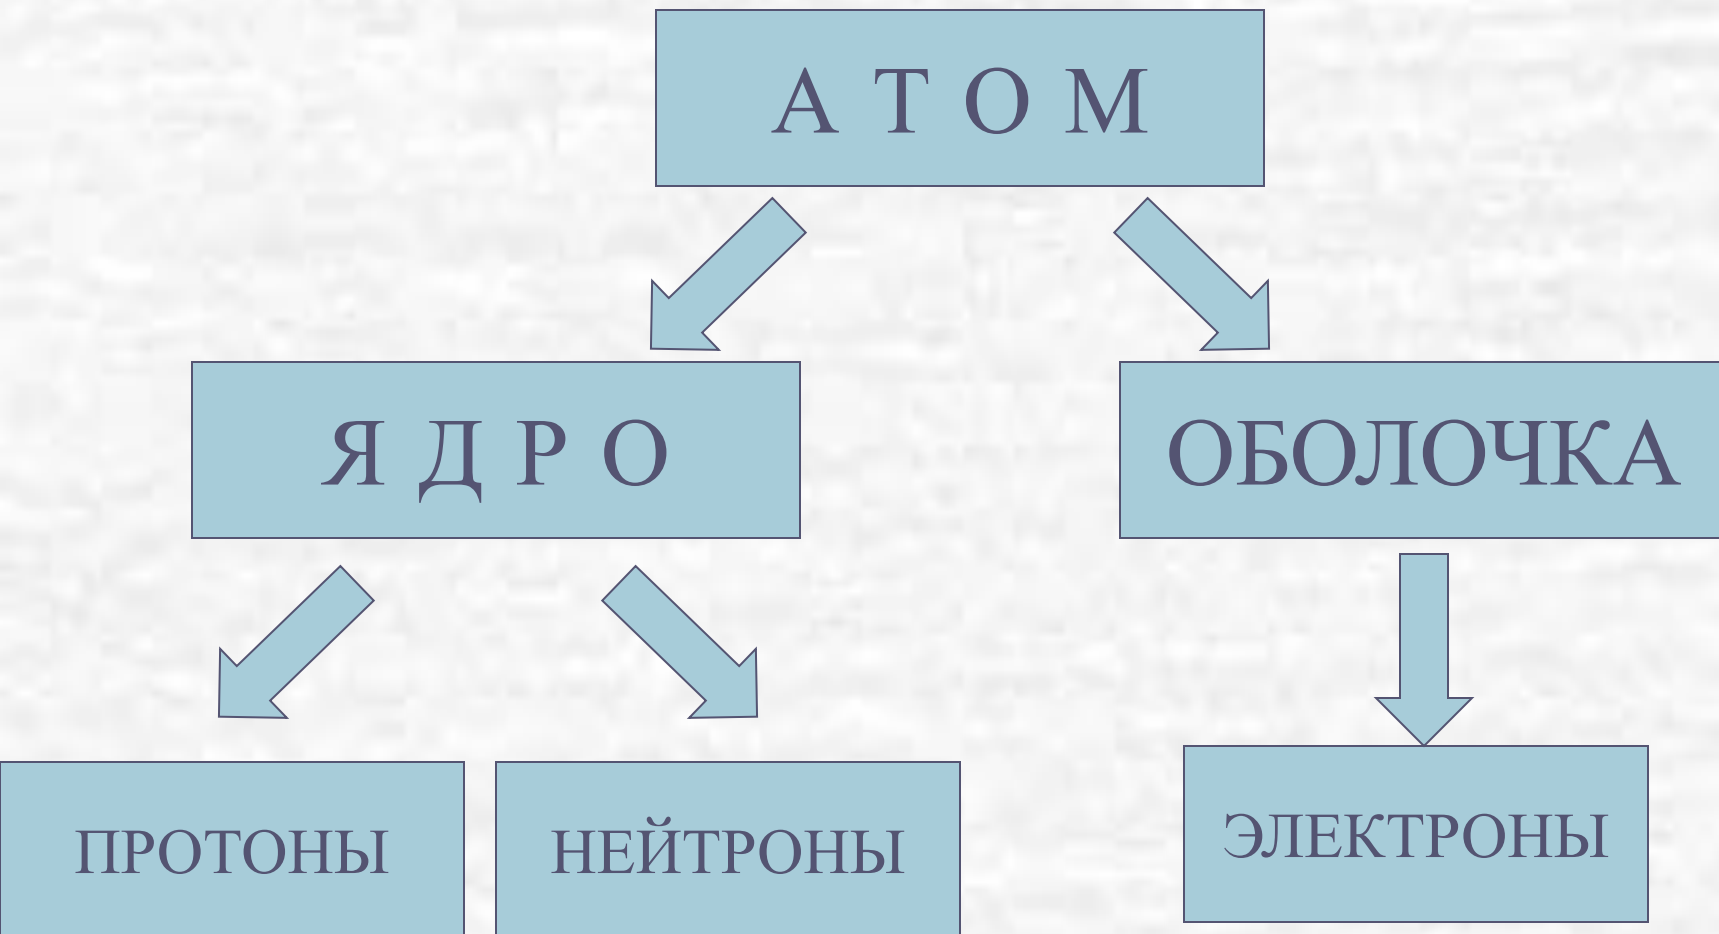 А Т О М
Я Д Р О
ОБОЛОЧКА
ПРОТОНЫ
НЕЙТРОНЫ
ЭЛЕКТРОНЫ